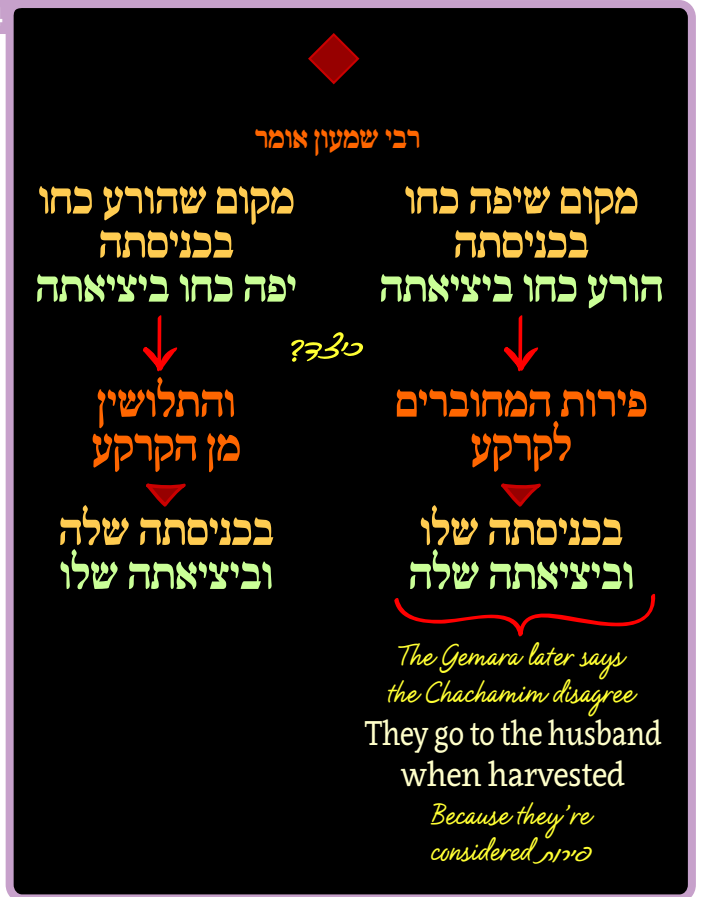 רבי שמעון אומר
מקום שיפה כחו
בכניסתה
הורע כחו ביציאתה
מקום שהורע כחו
בכניסתה
יפה כחו ביציאתה
כיצד?
פירות המחוברים
לקרקע
והתלושין
מן הקרקע
בכניסתה שלו
וביציאתה שלה
בכניסתה שלה
וביציאתה שלו
The Gemara later says
the Chachamim disagree
They go to the husband
when harvested
Because they're
considered פירות